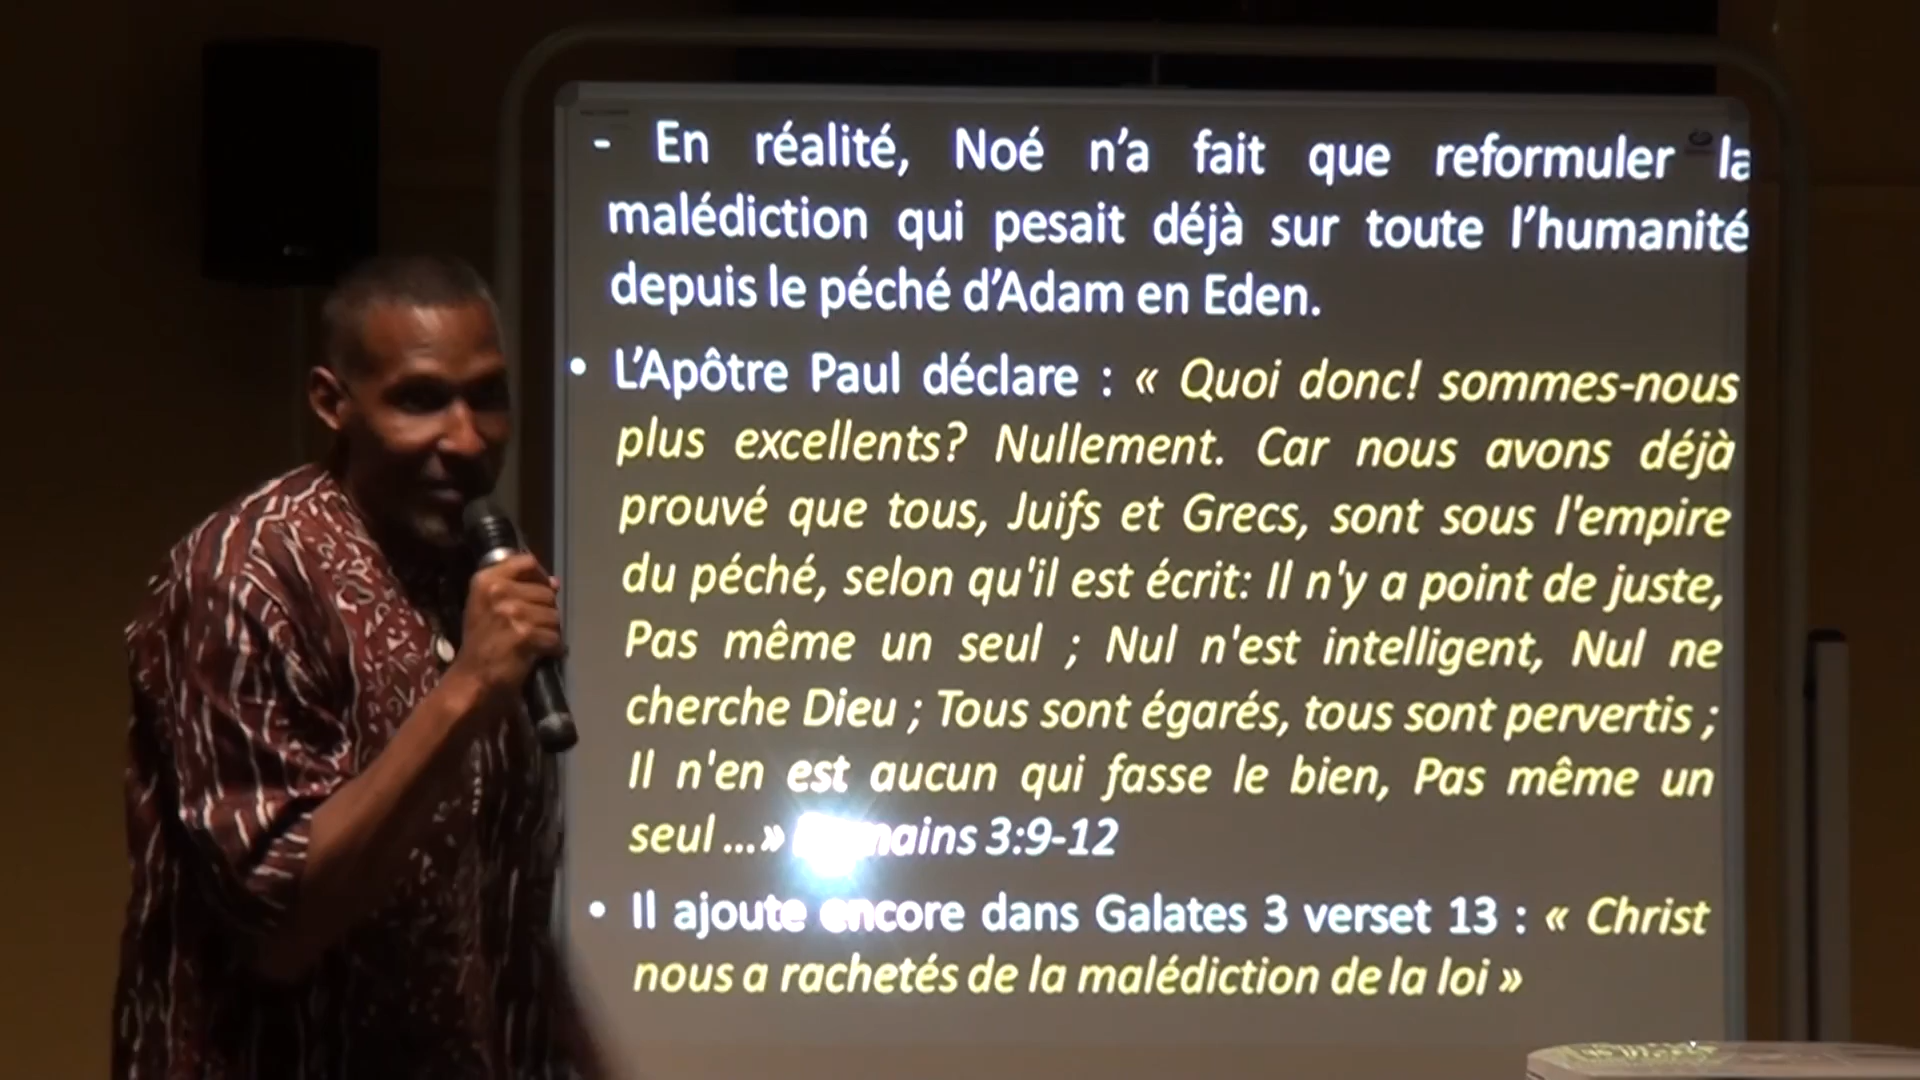 - En réalité, Noé n’a fait que reformuler la
malédiction qui pesait déjà sur toute l’humanité
depuis le péché d’Adam en Eden.
• L’Apôtre Paul déclare : « Quoi donc! sommes-nous
plus excellents? Nullement. Car nous avons déjà
prouvé que tous, Juifs et Grecs, sont sous l'empire
du péché, selon qu'il est écrit: Il n'y a point de juste,
Pas même un seul ; Nul n'est intelligent, Nul ne
cherche Dieu ; Tous sont égarés, tous sont pervertis ;
Il n'en est aucun qui fasse le bien, Pas même un
seul ...» Romains 3:9-12
• Il ajoute encore dans Galates 3 verset 13 : « Christ
nous a rachetés de la malédiction de la loi »